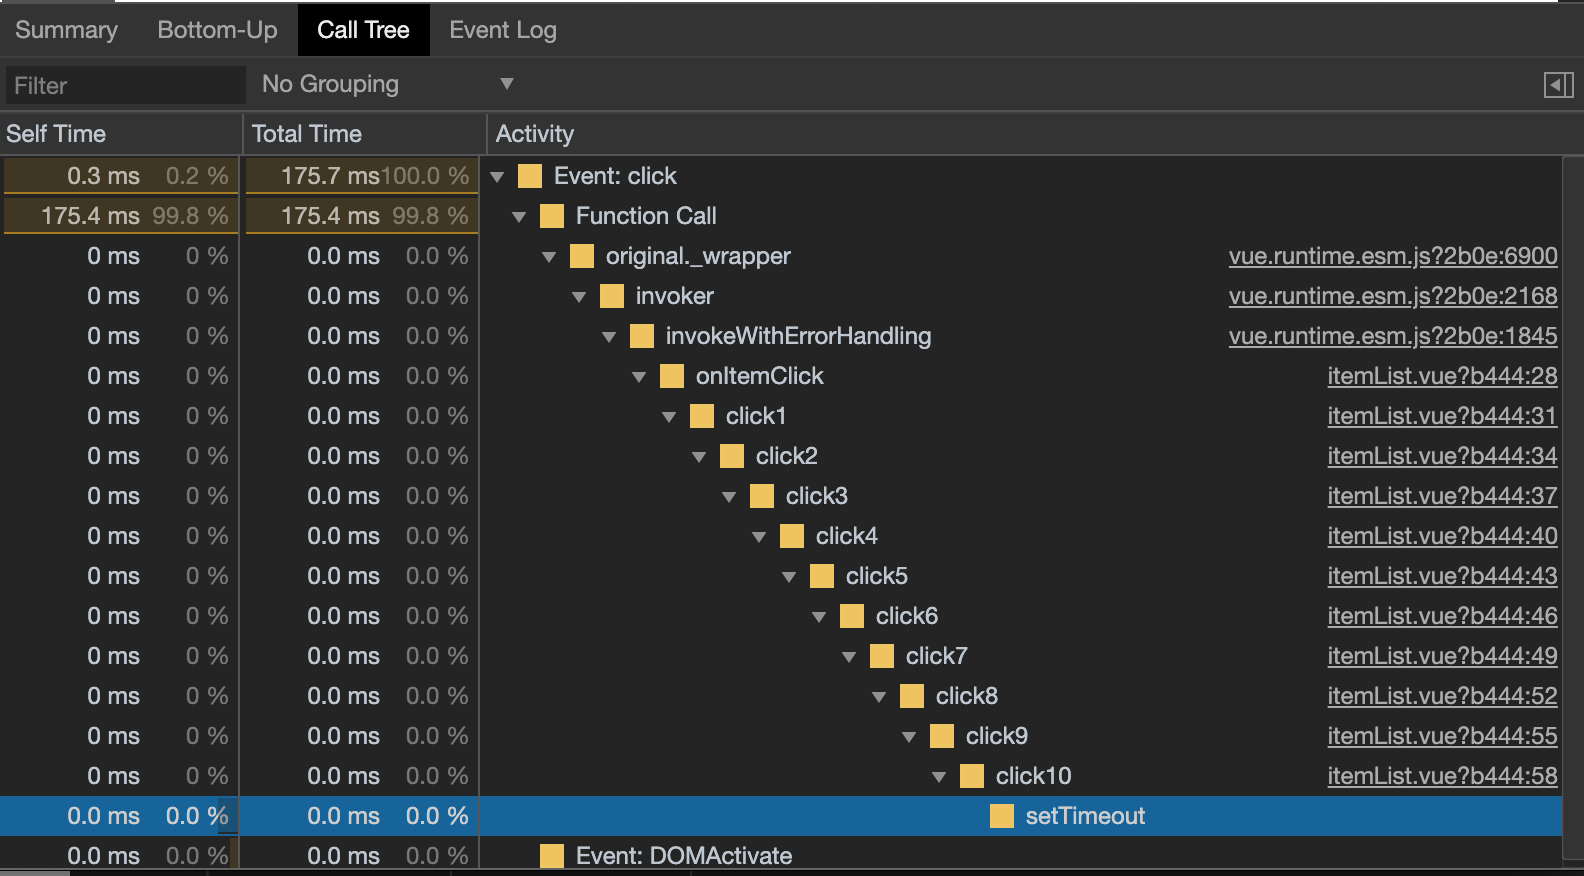 Summary Bottom-Up Call Tree Event Log
Filter No Grouping
Self Time Total Time Activity
0.3 ms 0.2 % 175.7 ms 100.0 % Event: click
175.4 ms 99.8 % 175.4 ms 99.8 % Function Call
0 ms 0 % 0.0 ms 0.0 % original._wrapper vue.runtime.esm.js?2b0e:6900
0 ms 0 % 0.0 ms 0.0 % invoker vue.runtime.esm.js?2b0e:2168
0 ms 0 % 0.0 ms 0.0 % invokeWithErrorHandling vue.runtime.esm.js?2b0e:1845
0 ms 0 % 0.0 ms 0.0 % onItemClick itemList.vue?b444:28
0 ms 0 % 0.0 ms 0.0 % click1 itemList.vue?b444:31
0 ms 0 % 0.0 ms 0.0 % click2 itemList.vue?b444:34
0 ms 0 % 0.0 ms 0.0 % click3 itemList.vue?b444:37
0 ms 0 % 0.0 ms 0.0 % click4 itemList.vue?b444:40
0 ms 0 % 0.0 ms 0.0 % click5 itemList.vue?b444:43
0 ms 0 % 0.0 ms 0.0 % click6 itemList.vue?b444:46
0 ms 0 % 0.0 ms 0.0 % click7 itemList.vue?b444:49
0 ms 0 % 0.0 ms 0.0 % click8 itemList.vue?b444:52
0 ms 0 % 0.0 ms 0.0 % click9 itemList.vue?b444:55
0 ms 0 % 0.0 ms 0.0 % click10 itemList.vue?b444:58
0.0 ms 0.0 % 0.0 ms 0.0 % setTimeout
0.0 ms 0.0 % 0.0 ms 0.0 % Event: DOMActivate